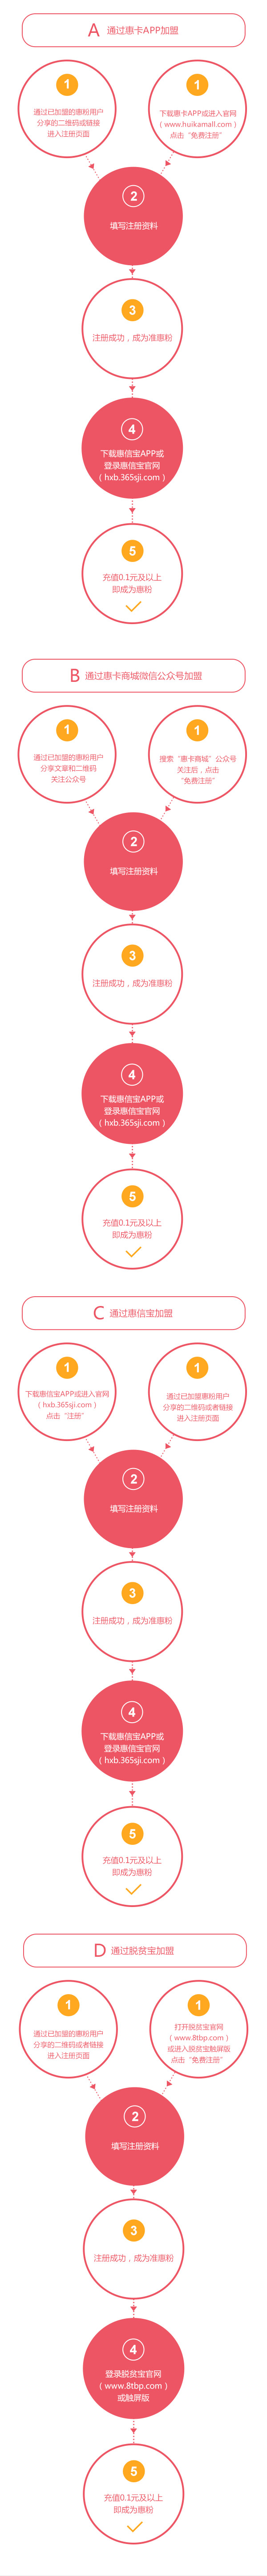 A 通过惠卡APP加盟
1
通过已加盟的惠粉用户
分享的二维码或链接
进入注册页面
1
下载惠卡APP或进入官网
（www.huikamall.com）
点击“免费注册”
2
填写注册资料
3
注册成功，成为准惠粉
4
下载惠信宝APP或
登录惠信宝官网
（hxb.365sji.com）
5
充值0.1元及以上
即成为惠粉
B 通过惠卡商城微信公众号加盟
1
通过已加盟的惠粉用户
分享文章和二维码
关注公众号
1
搜索“惠卡商城”公众号
关注后，点击
“免费注册”
2
填写注册资料
3
注册成功，成为准惠粉
4
下载惠信宝APP或
登录惠信宝官网
（hxb.365sji.com）
5
充值0.1元及以上
即成为惠粉
C 通过惠信宝加盟
1
下载惠信宝APP或进入官网
（hxb.365sji.com）
点击“注册”
1
通过已加盟惠粉用户
分享的二维码或者链接
进入注册页面
2
填写注册资料
3
注册成功，成为准惠粉
4
下载惠信宝APP或
登录惠信宝官网
（hxb.365sji.com）
5
充值0.1元及以上
即成为惠粉
D 通过脱贫宝加盟
1
通过已加盟的惠粉用户
分享的二维码或者链接
进入注册页面
1
打开脱贫宝官网
（www.8tbp.com）
或进入脱贫宝触屏版
点击“免费注册”
2
填写注册资料
3
注册成功，成为准惠粉
4
登录脱贫宝官网
（www.8tbp.com）
或触屏版
5
充值0.1元及以上
即成为惠粉